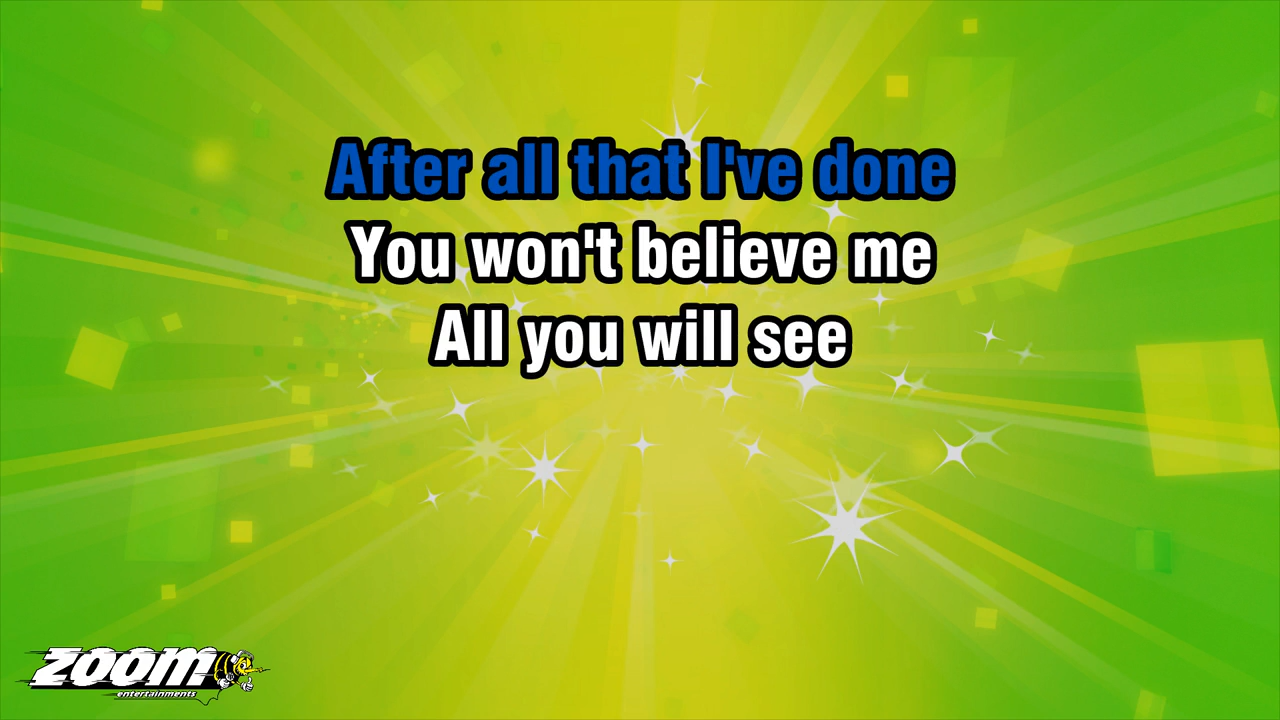 After all that I've done
You won't believe me
All you will see
ZOOM
entertainments